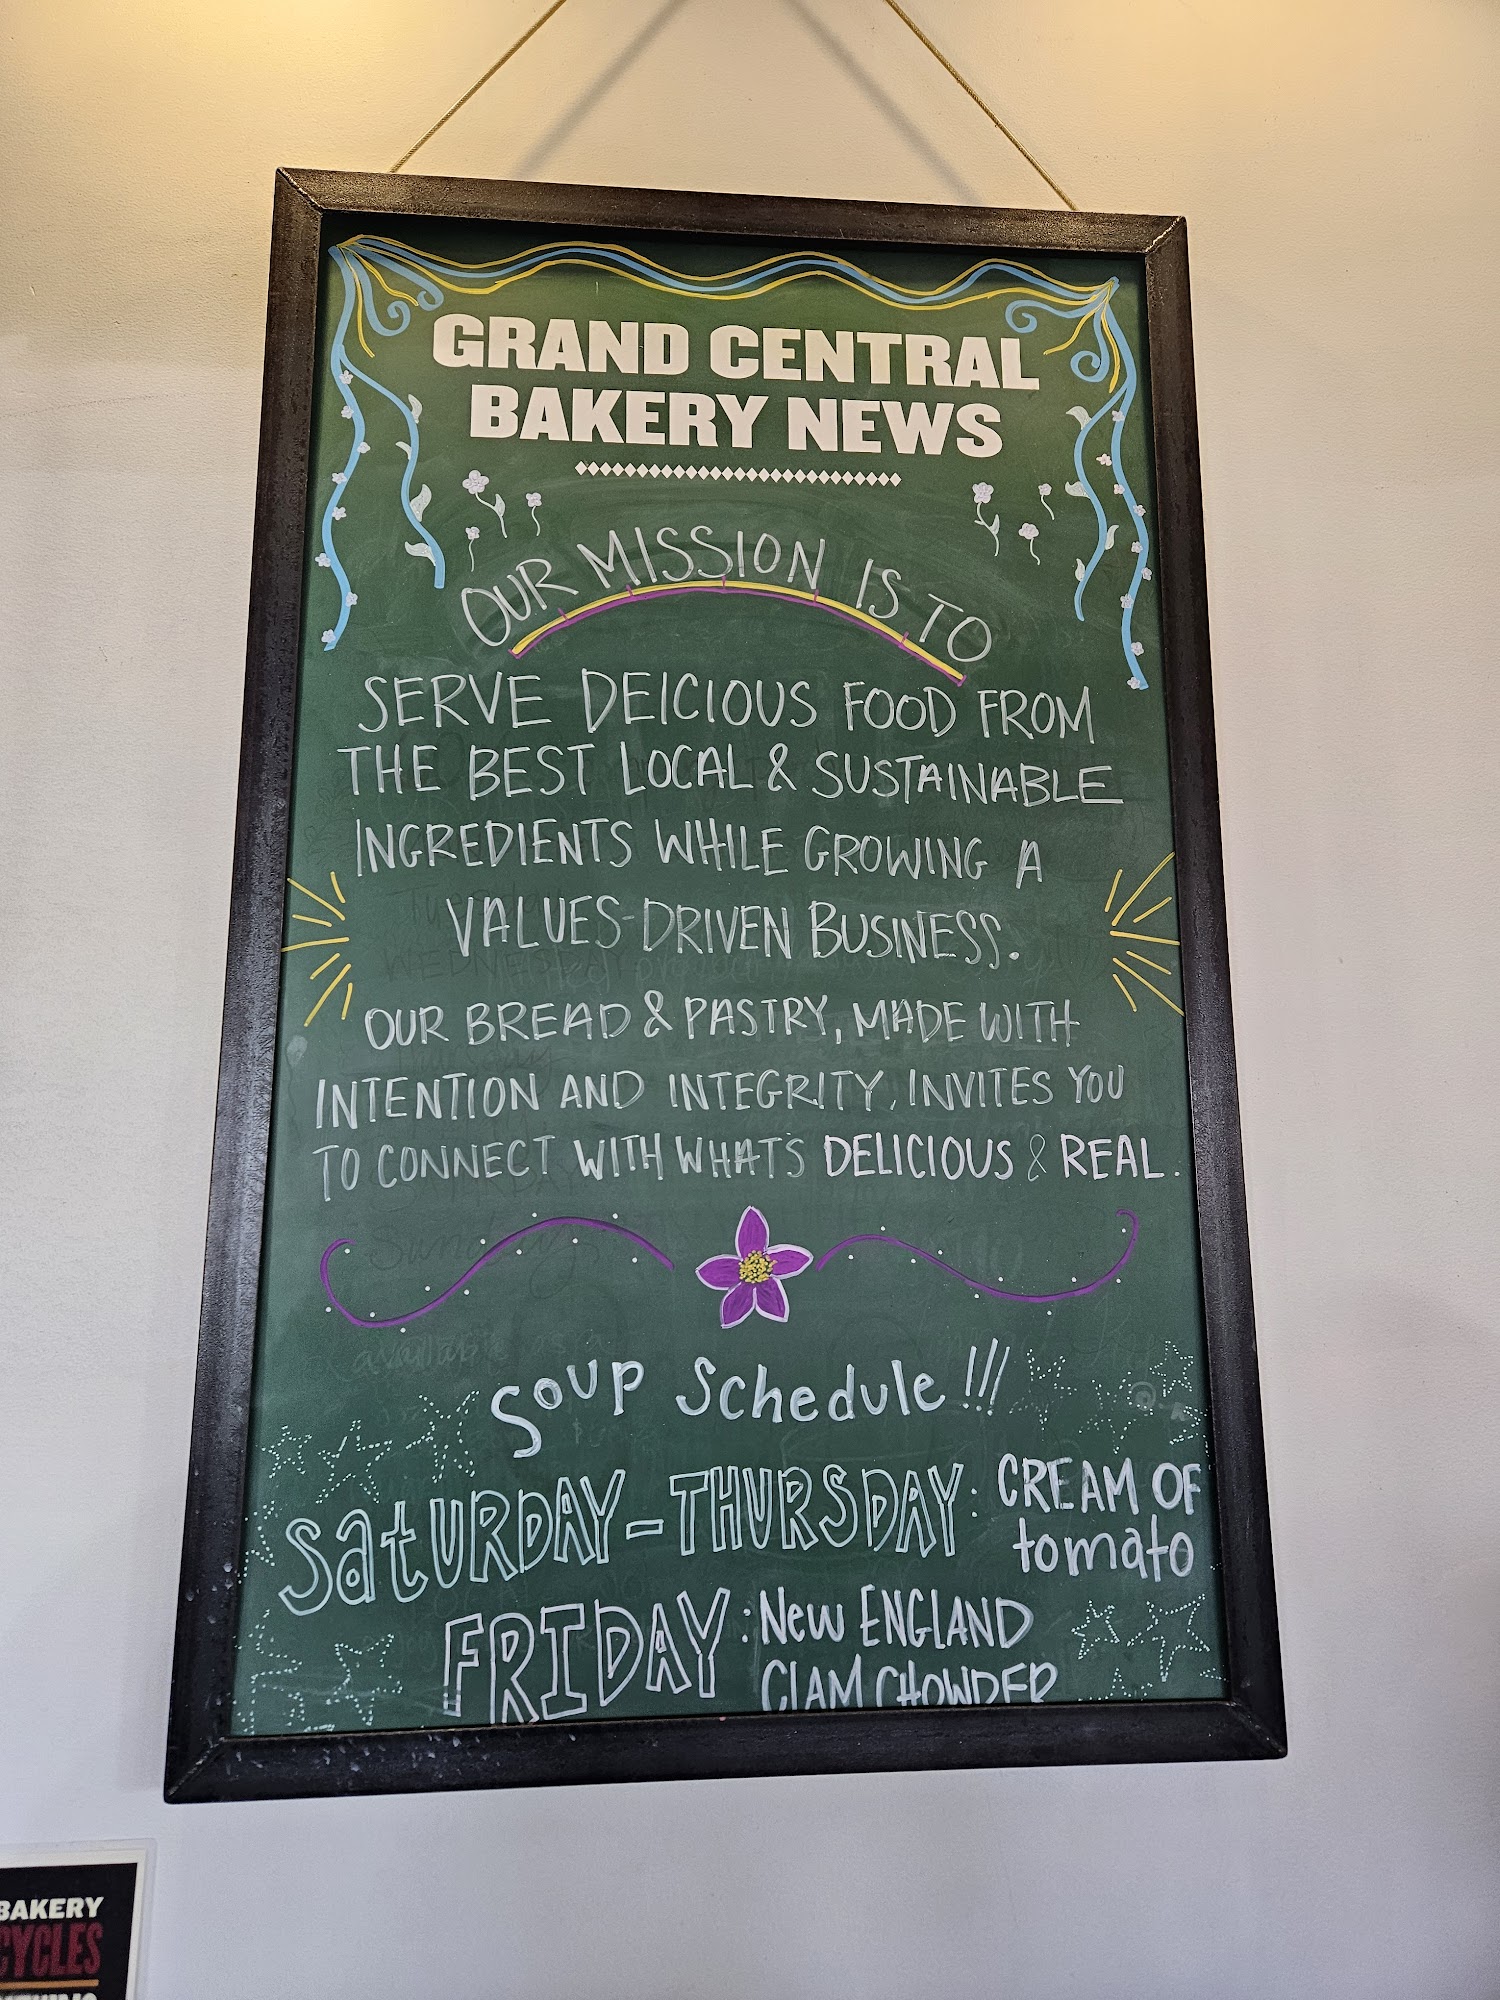 GRAND CENTRAL
BAKERY NEWS
OUR MISSION IS TO
SERVE DEICIOUS FOOD FROM
THE BEST LOCAL & SUSTAINABLE
INGREDIENTS WHILE GROWING A
VALUES-DRIVEN BUSINESS.
OUR BREAD & PASTRY, MADE WITH
INTENTION AND INTEGRITY, INVITES YOU
TO CONNECT WITH WHAT'S DELICIOUS & REAL.
Soup Schedule!!!
SatURDAY-THURSDAY: CREAM OF
tomato
FRIDAY: New ENGLAND
CLAM CHOWDER
BAKERY
CYCLES